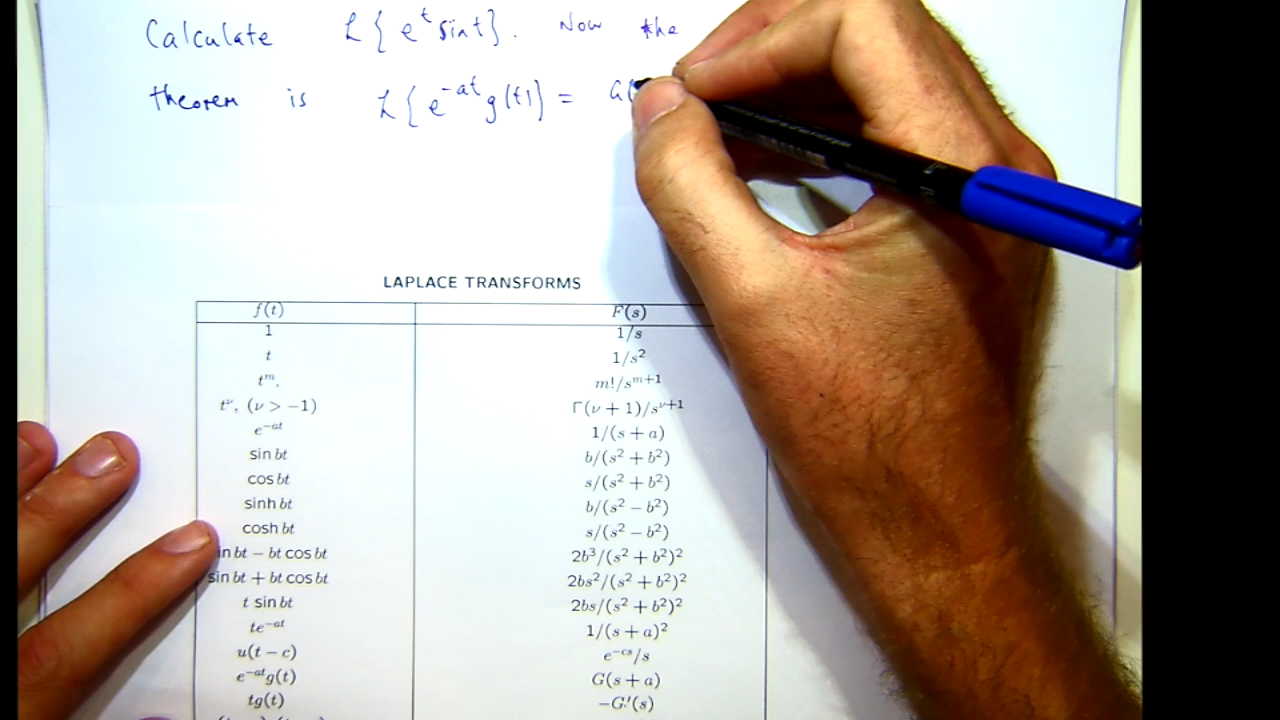 Calculate ℒ{e^t sin t}. Now the
theorem is ℒ{e^{-at} g(t)} = G(
LAPLACE TRANSFORMS
f(t) F(s)
1 1/s
t 1/s²
t^m. m!/s^{m+1}
t^ν, (ν > −1) Γ(ν + 1)/s^{ν+1}
e^{−at} 1/(s + a)
sin bt b/(s² + b²)
cos bt s/(s² + b²)
sinh bt b/(s² − b²)
cosh bt s/(s² − b²)
in bt − bt cos bt 2b³/(s² + b²)²
sin bt + bt cos bt 2bs²/(s² + b²)²
t sin bt 2bs/(s² + b²)²
te^{−at} 1/(s + a)²
u(t − c) e^{−cs}/s
e^{−at}g(t) G(s + a)
tg(t) −G′(s)